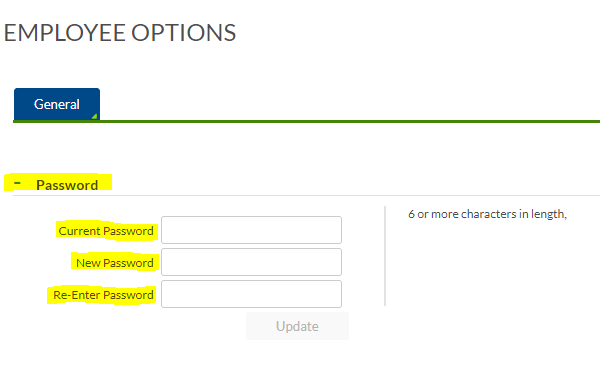 EMPLOYEE OPTIONS
General
- Password
Current Password
6 or more characters in length,
New Password
Re-Enter Password
Update